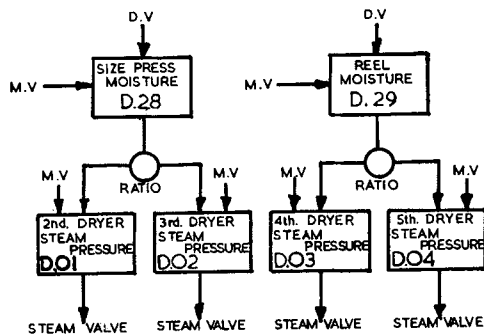 D.V
D.V
M.V
SIZE PRESS
MOISTURE
D.28
M.V
REEL
MOISTURE
D.29
RATIO
RATIO
M.V
M.V
M.V
M.V
2nd. DRYER
STEAM
PRESSURE
D.01
3rd. DRYER
STEAM
PRESSURE
D.02
4th. DRYER
STEAM
PRESSURE
D.03
5th. DRYER
STEAM
PRESSURE
D.04
STEAM VALVE
STEAM VALVE
STEAM VALVE
STEAM VALVE